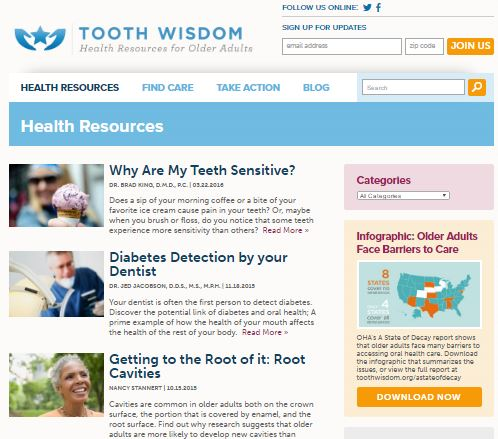 FOLLOW US ONLINE:
TOOTH WISDOM
Health Resources for Older Adults
SIGN UP FOR UPDATES
email address
zip code
JOIN US
HEALTH RESOURCES
FIND CARE
TAKE ACTION
BLOG
Search
Health Resources
Why Are My Teeth Sensitive?
DR. BRAD KING, D.M.D., P.C. | 03.22.2016
Does a sip of your morning coffee or a bite of your
favorite ice cream cause pain in your teeth? Or, maybe
when you brush or floss, do you notice that some teeth
experience more sensitivity than others? Read More »
Diabetes Detection by your
Dentist
DR. JED JACOBSON, D.D.S., M.S., M.P.H. | 11.18.2015
Your dentist is often the first person to detect diabetes.
Discover the potential link of diabetes and oral health; A
prime example of how the health of your mouth affects
the health of the rest of your body. Read More »
Getting to the Root of it: Root
Cavities
NANCY STANNERT | 10.15.2015
Cavities are common in older adults both on the crown
surface, the portion that is covered by enamel, and the
root surface. Find out why research suggests that older
adults are more likely to develop new cavities than
Categories
All Categories
Infographic: Older Adults
Face Barriers to Care
8
STATES
COVER NO
4
STATES
OHA's A State of Decay report shows
that older adults face many barriers to
accessing oral health care. Download
the infographic that summarizes the
issues, or view the full report at
toothwisdom.org/astateofdecay
DOWNLOAD NOW